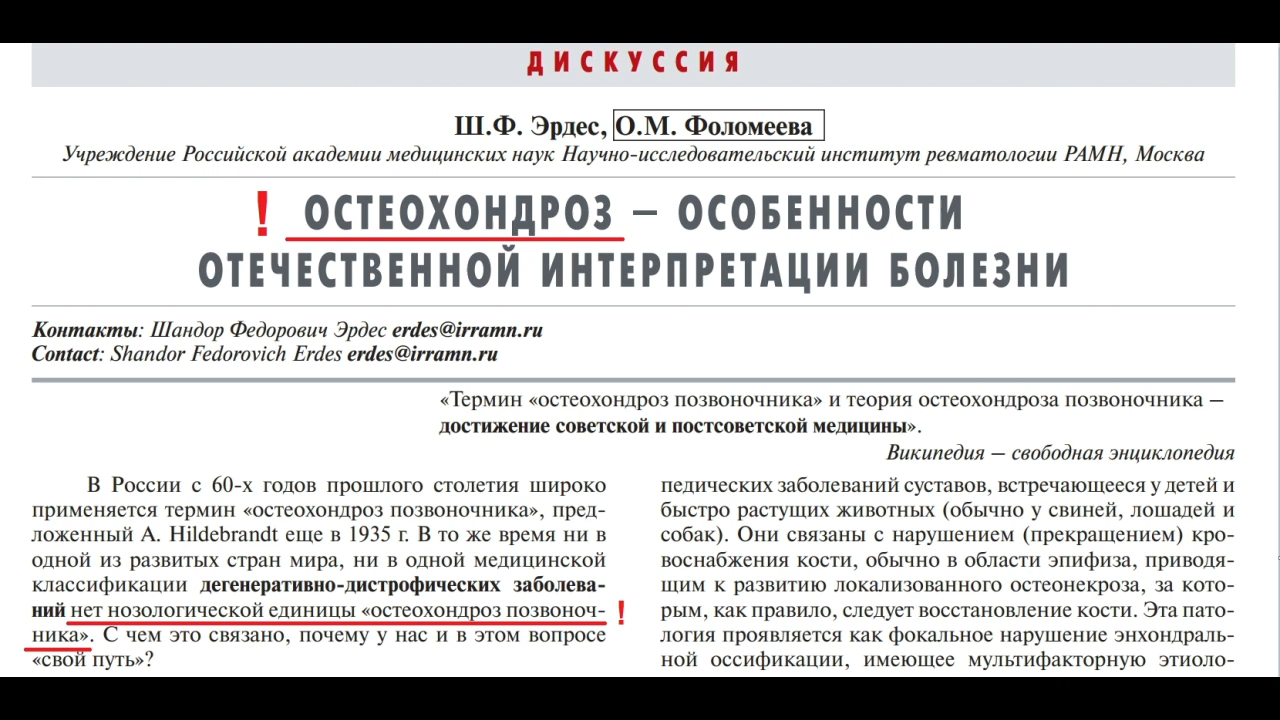 ДИСКУССИЯ
Ш.Ф. Эрдес, О.М. Фоломеева
Учреждение Российской академии медицинских наук Научно-исследовательский институт ревматологии РАМН, Москва
! ОСТЕОХОНДРОЗ – ОСОБЕННОСТИ
ОТЕЧЕСТВЕННОЙ ИНТЕРПРЕТАЦИИ БОЛЕЗНИ
Контакты: Шандор Федорович Эрдес erdes@irramn.ru
Contact: Shandor Fedorovich Erdes erdes@irramn.ru
«Термин «остеохондроз позвоночника» и теория остеохондроза позвоночника –
достижение советской и постсоветской медицины».
Википедия – свободная энциклопедия
В России с 60-х годов прошлого столетия широко
применяется термин «остеохондроз позвоночника», пред-
ложенный A. Hildebrandt еще в 1935 г. В то же время ни в
одной из развитых стран мира, ни в одной медицинской
классификации дегенеративно-дистрофических заболева-
ний нет нозологической единицы «остеохондроз позвоноч- !
ника». С чем это связано, почему у нас и в этом вопросе
«свой путь»?
педических заболеваний суставов, встречающееся у детей и
быстро растущих животных (обычно у свиней, лошадей и
собак). Они связаны с нарушением (прекращением) кро-
воснабжения кости, обычно в области эпифиза, приводя-
щим к развитию локализованного остеонекроза, за кото-
рым, как правило, следует восстановление кости. Эта пато-
логия проявляется как фокальное нарушение энхондраль-
ной оссификации, имеющее мультифакторную этиоло-